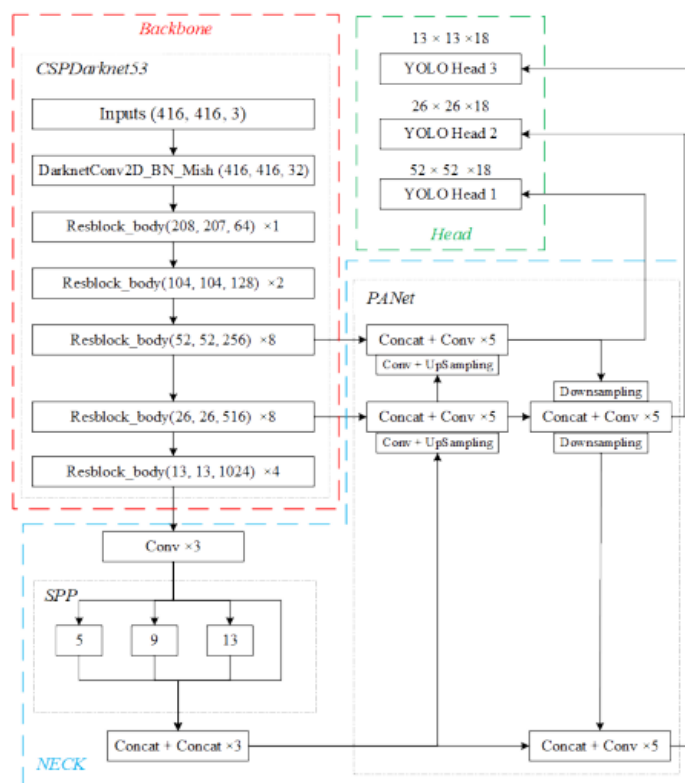 Backbone
CSPDarknet53
Inputs (416, 416, 3)
DarknetConv2D_BN_Mish (416, 416, 32)
Resblock_body(208, 207, 64) ×1
Resblock_body(104, 104, 128) ×2
Resblock_body(52, 52, 256) ×8
Resblock_body(26, 26, 516) ×8
Resblock_body(13, 13, 1024) ×4
13 × 13 ×18
YOLO Head 3
26 × 26 ×18
YOLO Head 2
52 × 52 ×18
YOLO Head 1
Head
PANet
Concat + Conv ×5
Conv + UpSampling
Downsampling
Concat + Conv ×5
Concat + Conv ×5
Conv + UpSampling
Downsampling
Conv ×3
SPP
5
9
13
Concat + Concat ×3
Concat + Conv ×5
NECK